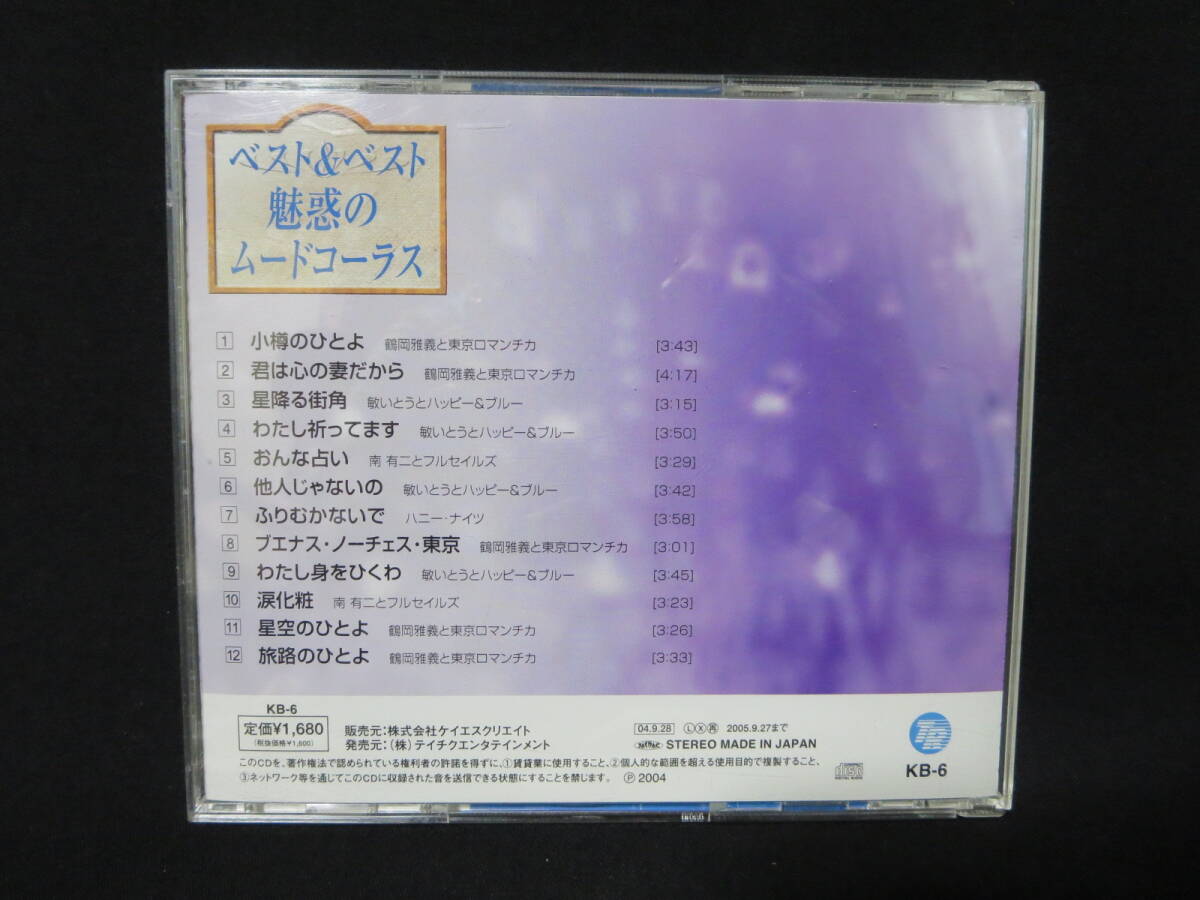 ベスト&ベスト
魅惑の
ムードコーラス
1 小樽のひとよ 鶴岡雅義と東京ロマンチカ [3:43]
2 君は心の妻だから 鶴岡雅義と東京ロマンチカ [4:17]
3 星降る街角 敏いとうとハッピー&ブルー [3:15]
4 わたし祈ってます 敏いとうとハッピー&ブルー [3:50]
5 おんな占い 南 有二とフルセイルズ [3:29]
6 他人じゃないの 敏いとうとハッピー&ブルー [3:42]
7 ふりむかないで ハニー・ナイツ [3:58]
8 ブエナス・ノーチェス・東京 鶴岡雅義と東京ロマンチカ [3:01]
9 わたし身をひくわ 敏いとうとハッピー&ブルー [3:45]
10 涙化粧 南 有二とフルセイルズ [3:23]
11 星空のひとよ 鶴岡雅義と東京ロマンチカ [3:26]
12 旅路のひとよ 鶴岡雅義と東京ロマンチカ [3:33]
KB-6
定価¥1,680
(税抜価格¥1,600)
販売元:株式会社ケイエスクリエイト
発売元:(株)テイチクエンタテインメント
04.9.28 Ⓛ Ⓧ ㊞ 2005.9.27まで
STEREO MADE IN JAPAN
このCDを、著作権法で認められている権利者の許諾を得ずに、①賃貸業に使用すること、②個人的な範囲を超える使用目的で複製すること、
③ネットワーク等を通じてこのCDに収録された音を送信できる状態にすることを禁じます。 Ⓟ 2004
KB-6